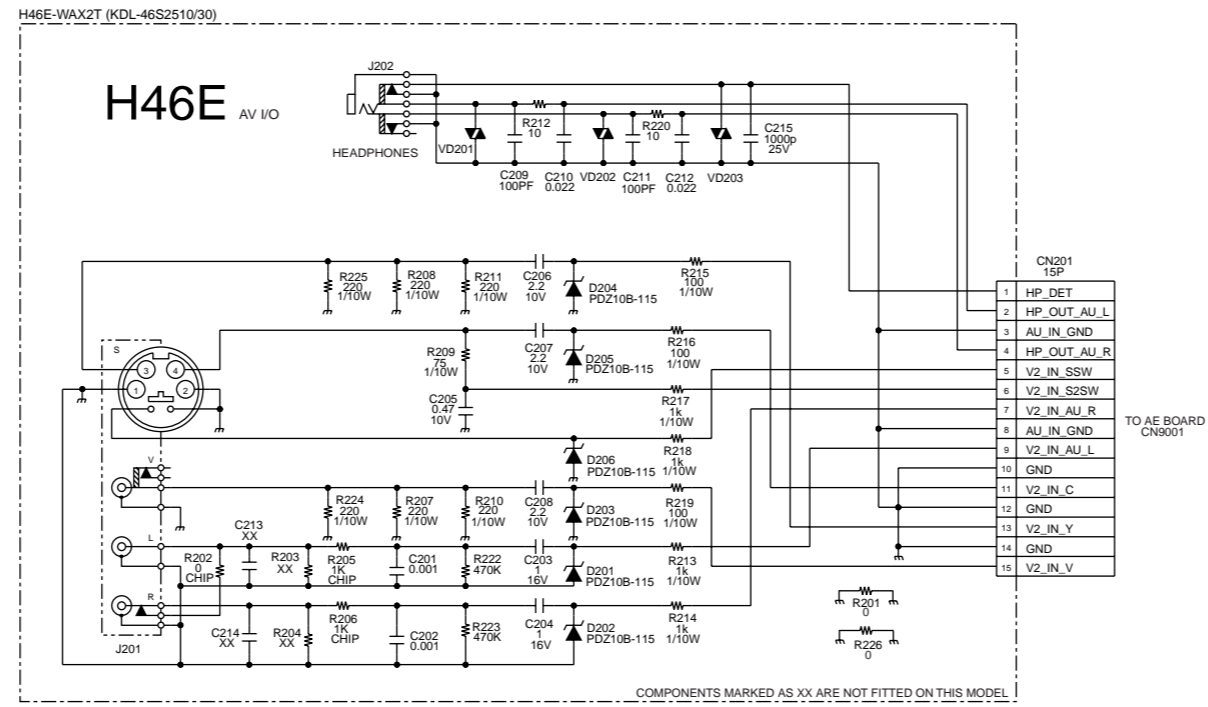 H46E-WAX2T (KDL-46S2510/30)
H46E AV I/O
J202
HEADPHONES
VD201
C209
100PF
R212
10
C210
0.022
VD202
C211
100PF
R220
10
C212
0.022
VD203
C215
1000p
25V
R225
220
1/10W
R208
220
1/10W
R211
220
1/10W
C206
2.2
10V
D204
PDZ10B-115
R215
100
1/10W
S
3
4
1
2
R209
75
1/10W
C207
2.2
10V
D205
PDZ10B-115
R216
100
1/10W
C205
0.47
10V
R217
1k
1/10W
D206
PDZ10B-115
R218
1k
1/10W
V
R224
220
1/10W
R207
220
1/10W
R210
220
1/10W
C208
2.2
10V
D203
PDZ10B-115
R219
100
1/10W
L
R202
0
CHIP
C213
XX
R203
XX
R205
1K
CHIP
C201
0.001
R222
470K
C203
1
16V
D201
PDZ10B-115
R213
1k
1/10W
R
J201
C214
XX
R204
XX
R206
1K
CHIP
C202
0.001
R223
470K
C204
1
16V
D202
PDZ10B-115
R214
1k
1/10W
R201
0
R226
0
CN201
15P
1 HP_DET
2 HP_OUT_AU_L
3 AU_IN_GND
4 HP_OUT_AU_R
5 V2_IN_SSW
6 V2_IN_S2SW
7 V2_IN_AU_R
8 AU_IN_GND
9 V2_IN_AU_L
10 GND
11 V2_IN_C
12 GND
13 V2_IN_Y
14 GND
15 V2_IN_V
TO AE BOARD
CN9001
COMPONENTS MARKED AS XX ARE NOT FITTED ON THIS MODEL